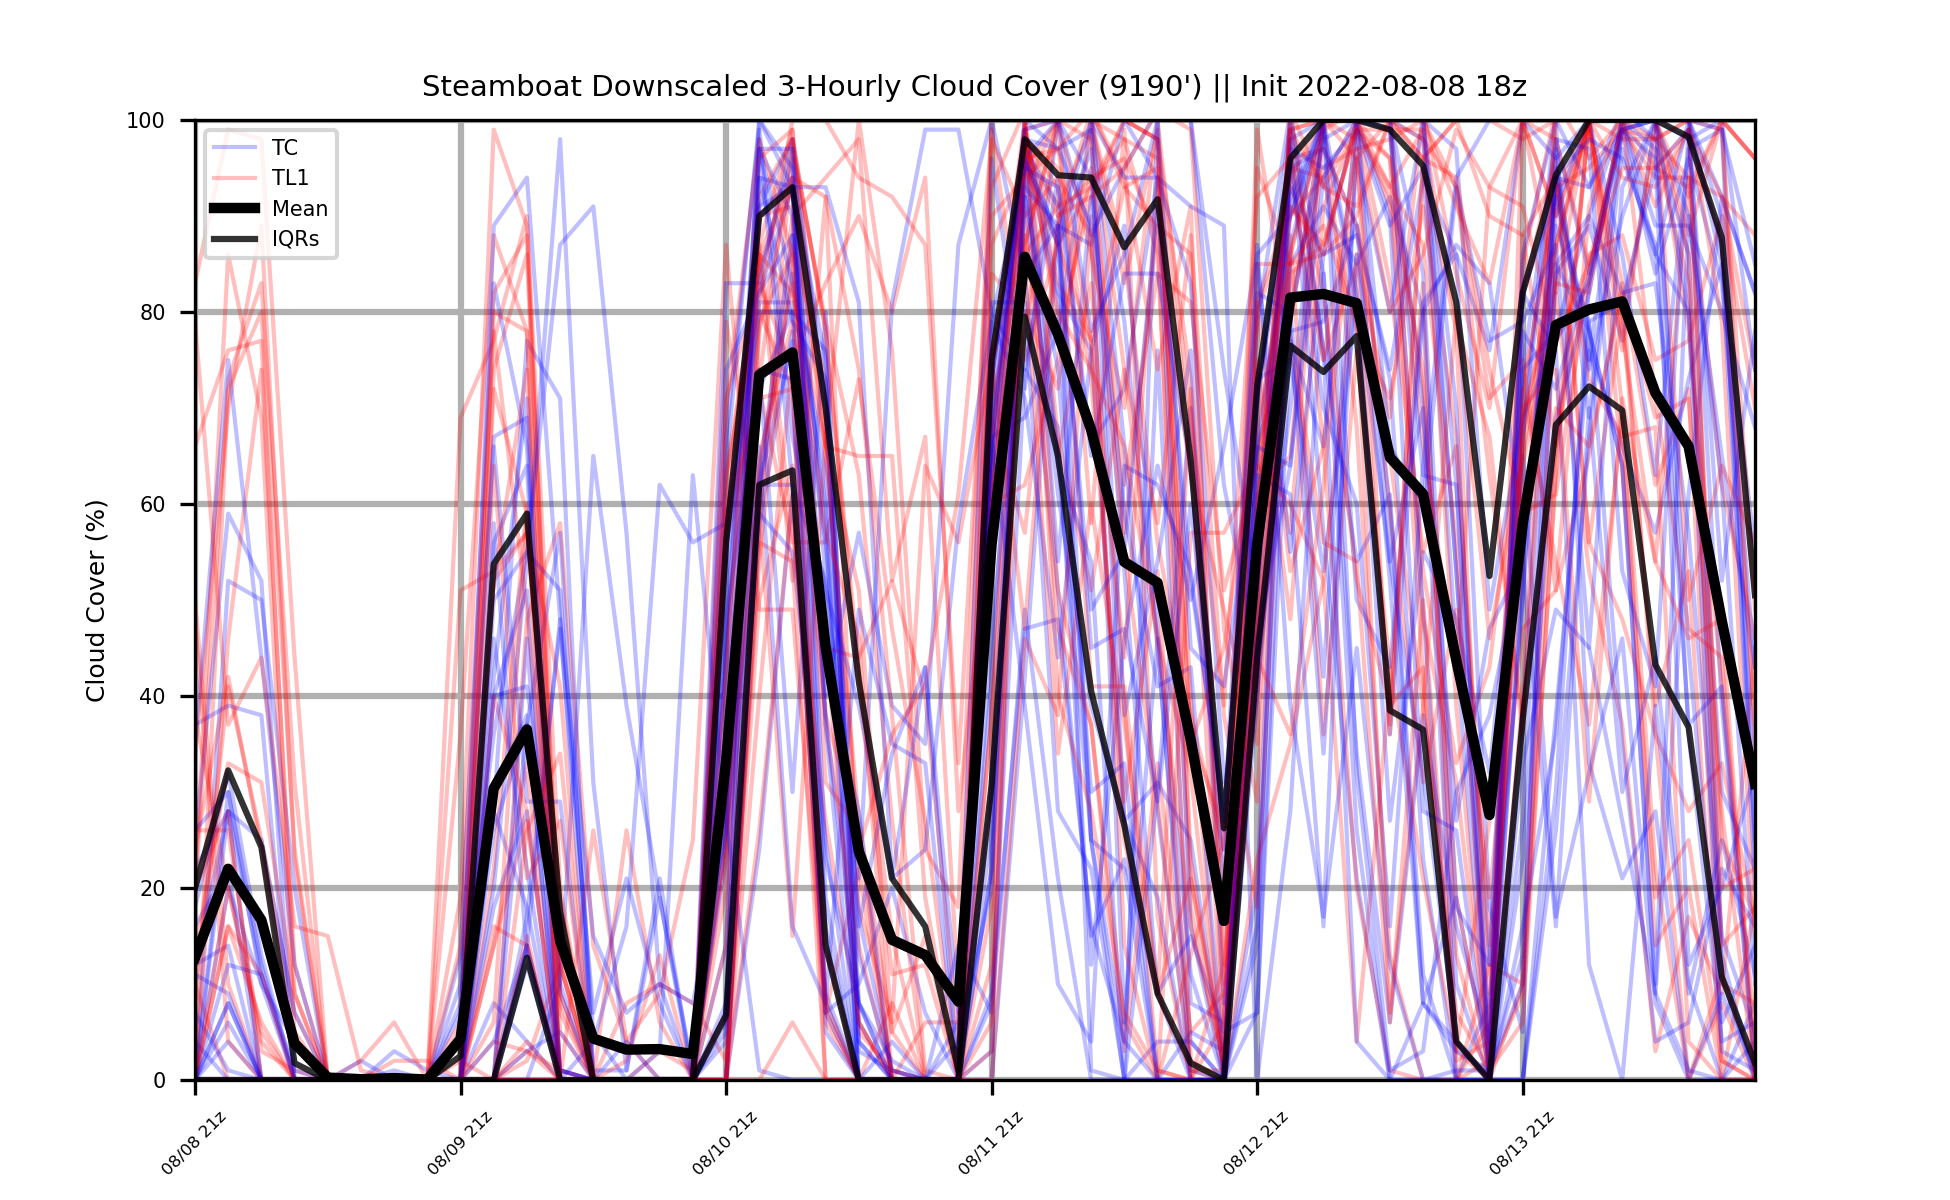 Steamboat Downscaled 3-Hourly Cloud Cover (9190') || Init 2022-08-08 18z
TC
TL1
Mean
IQRs
Cloud Cover (%)
100
80
60
40
20
0
08/08 21z
08/09 21z
08/10 21z
08/11 21z
08/12 21z
08/13 21z